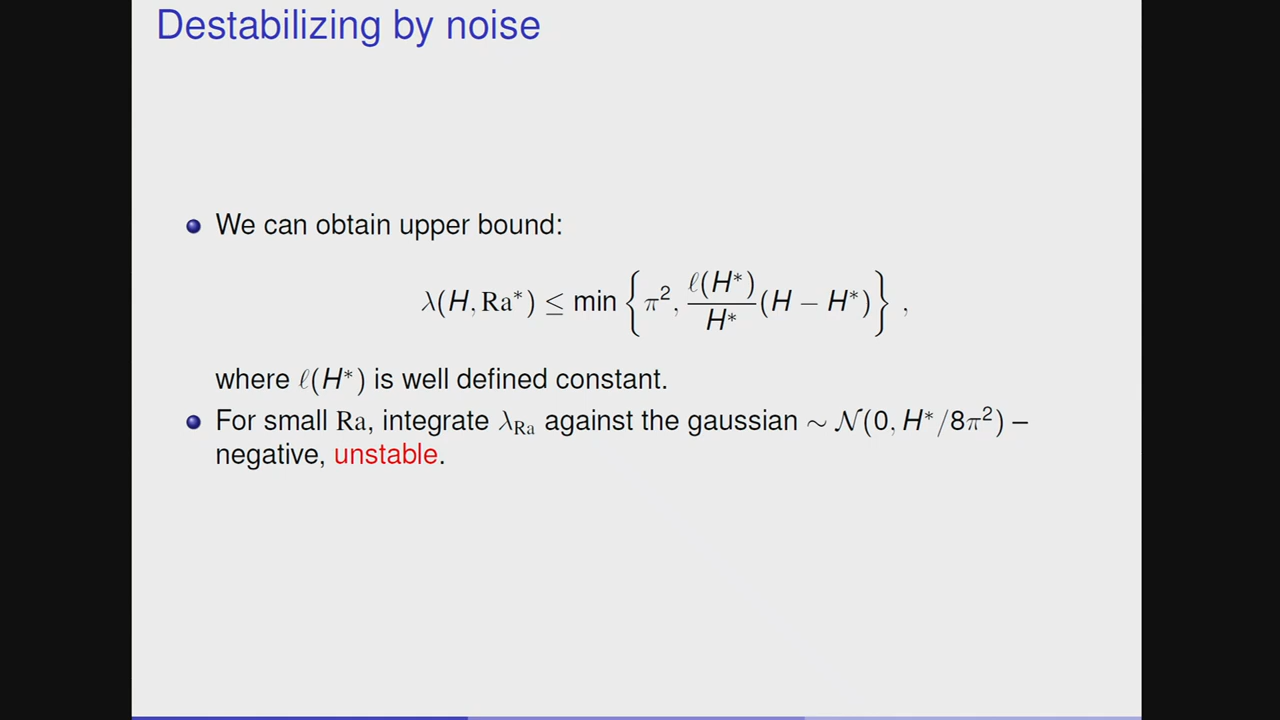 Destabilizing by noise
We can obtain upper bound:
λ(H, Ra*) ≤ min { π², ℓ(H*)/H* (H − H*) } ,
where ℓ(H*) is well defined constant.
For small Ra, integrate λ_Ra against the gaussian ∼ 𝒩(0, H*/8π²) –
negative, unstable.